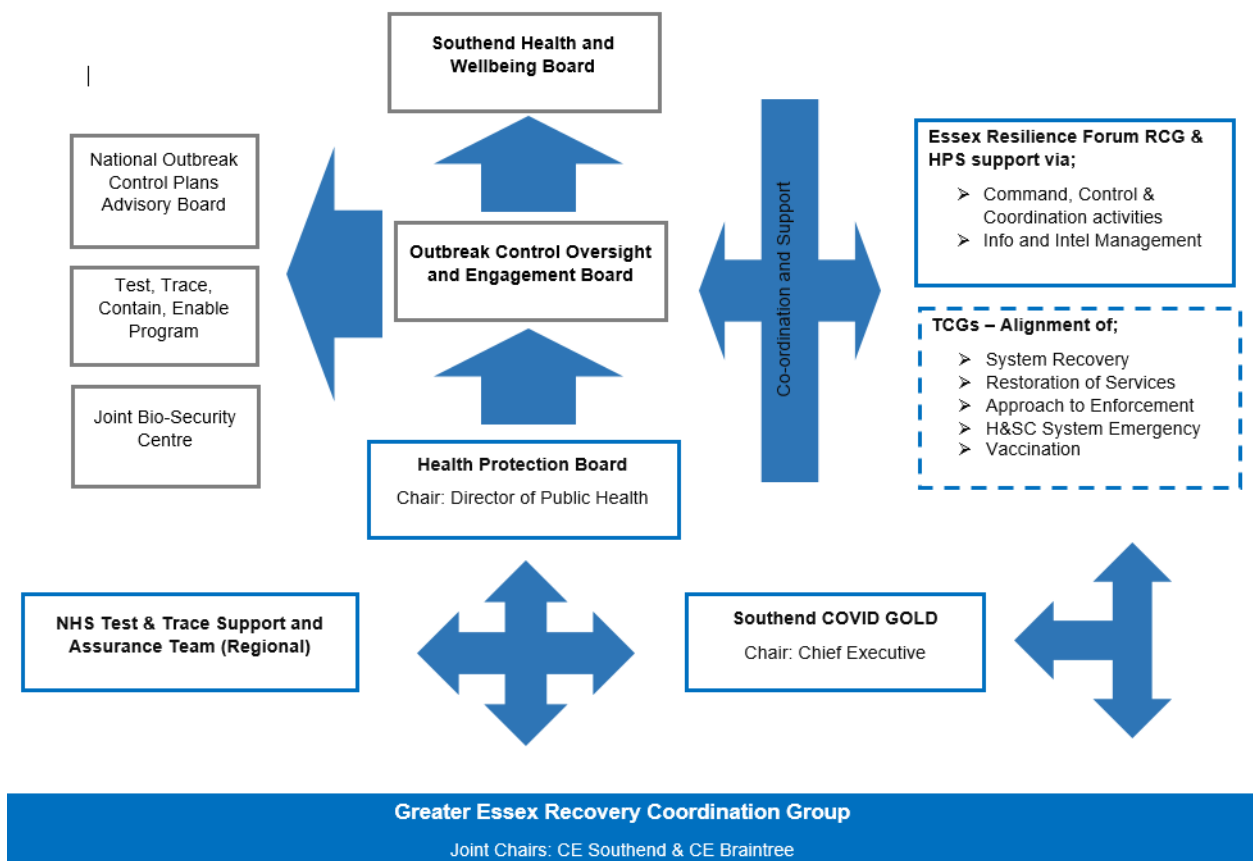 Southend Health and
Wellbeing Board
National Outbreak
Control Plans
Advisory Board
Test, Trace,
Contain, Enable
Program
Joint Bio-Security
Centre
Outbreak Control Oversight
and Engagement Board
Health Protection Board
Chair: Director of Public Health
Co-ordination and Support
Essex Resilience Forum RCG &
HPS support via;
➢ Command, Control &
Coordination activities
➢ Info and Intel Management
TCGs – Alignment of;
➢ System Recovery
➢ Restoration of Services
➢ Approach to Enforcement
➢ H&SC System Emergency
➢ Vaccination
NHS Test & Trace Support and
Assurance Team (Regional)
Southend COVID GOLD
Chair: Chief Executive
Greater Essex Recovery Coordination Group
Joint Chairs: CE Southend & CE Braintree